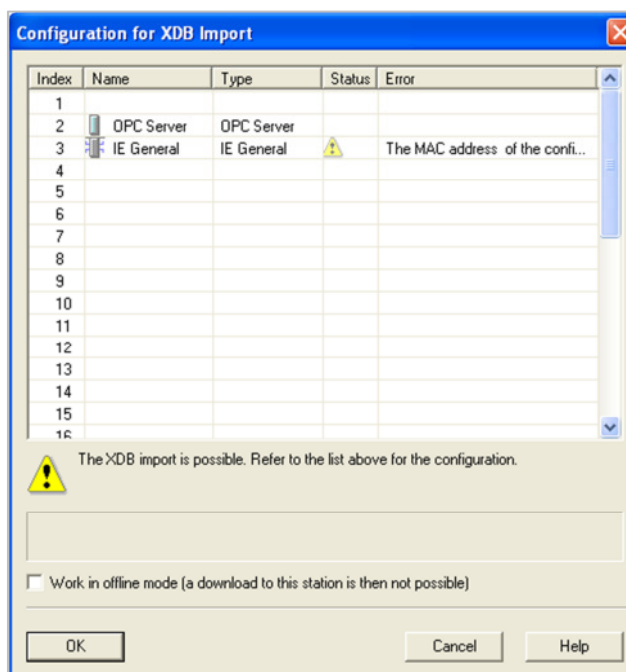 Configuration for XDB Import
Index Name Type Status Error
1
2 OPC Server OPC Server
3 IE General IE General The MAC address of the confi...
4
5
6
7
8
9
10
11
12
13
14
15
16
The XDB import is possible. Refer to the list above for the configuration.
Work in offline mode (a download to this station is then not possible)
OK Cancel Help